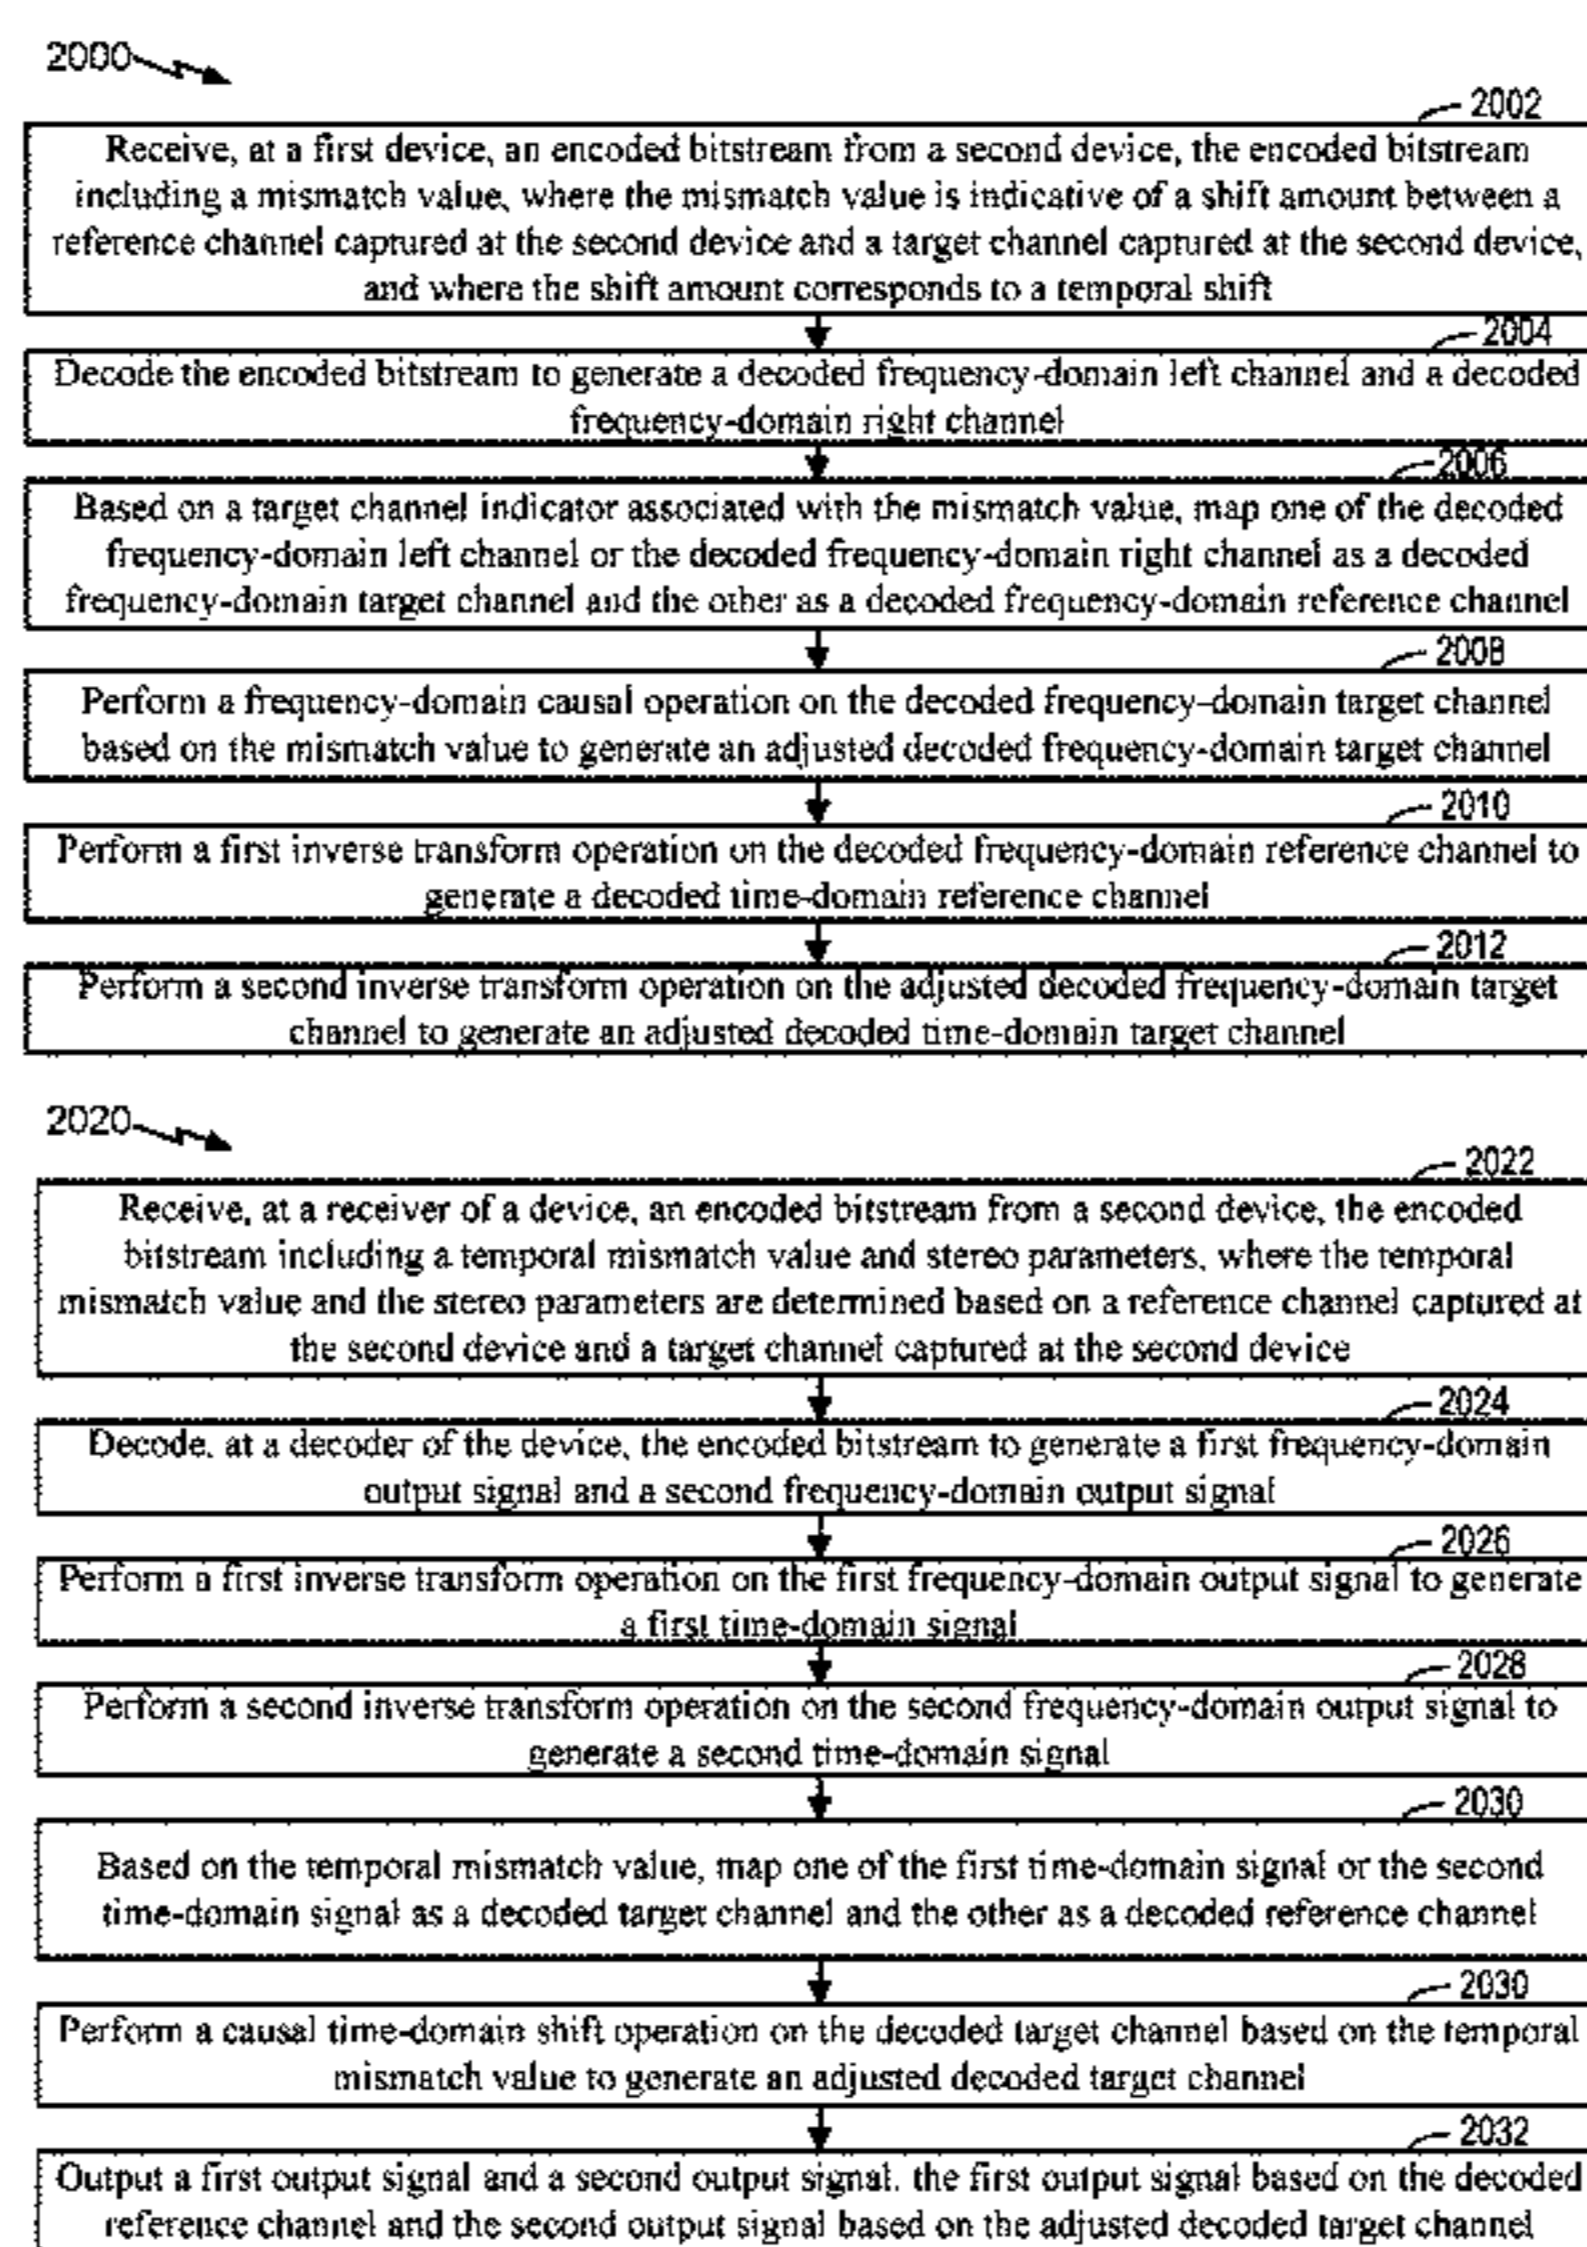 2000
2002
Receive, at a first device, an encoded bitstream from a second device, the encoded bitstream
including a mismatch value, where the mismatch value is indicative of a shift amount between a
reference channel captured at the second device and a target channel captured at the second device,
and where the shift amount corresponds to a temporal shift
2004
Decode the encoded bitstream to generate a decoded frequency-domain left channel and a decoded
frequency-domain right channel
2006
Based on a target channel indicator associated with the mismatch value, map one of the decoded
frequency-domain left channel or the decoded frequency-domain right channel as a decoded
frequency-domain target channel and the other as a decoded frequency-domain reference channel
2008
Perform a frequency-domain causal operation on the decoded frequency-domain target channel
based on the mismatch value to generate an adjusted decoded frequency-domain target channel
2010
Perform a first inverse transform operation on the decoded frequency-domain reference channel to
generate a decoded time-domain reference channel
2012
Perform a second inverse transform operation on the adjusted decoded frequency-domain target
channel to generate an adjusted decoded time-domain target channel
2020
2022
Receive, at a receiver of a device, an encoded bitstream from a second device, the encoded
bitstream including a temporal mismatch value and stereo parameters, where the temporal
mismatch value and the stereo parameters are determined based on a reference channel captured at
the second device and a target channel captured at the second device
2024
Decode, at a decoder of the device, the encoded bitstream to generate a first frequency-domain
output signal and a second frequency-domain output signal
2026
Perform a first inverse transform operation on the first frequency-domain output signal to generate
a first time-domain signal
2028
Perform a second inverse transform operation on the second frequency-domain output signal to
generate a second time-domain signal
2030
Based on the temporal mismatch value, map one of the first time-domain signal or the second
time-domain signal as a decoded target channel and the other as a decoded reference channel
2030
Perform a causal time-domain shift operation on the decoded target channel based on the temporal
mismatch value to generate an adjusted decoded target channel
2032
Output a first output signal and a second output signal, the first output signal based on the decoded
reference channel and the second output signal based on the adjusted decoded target channel